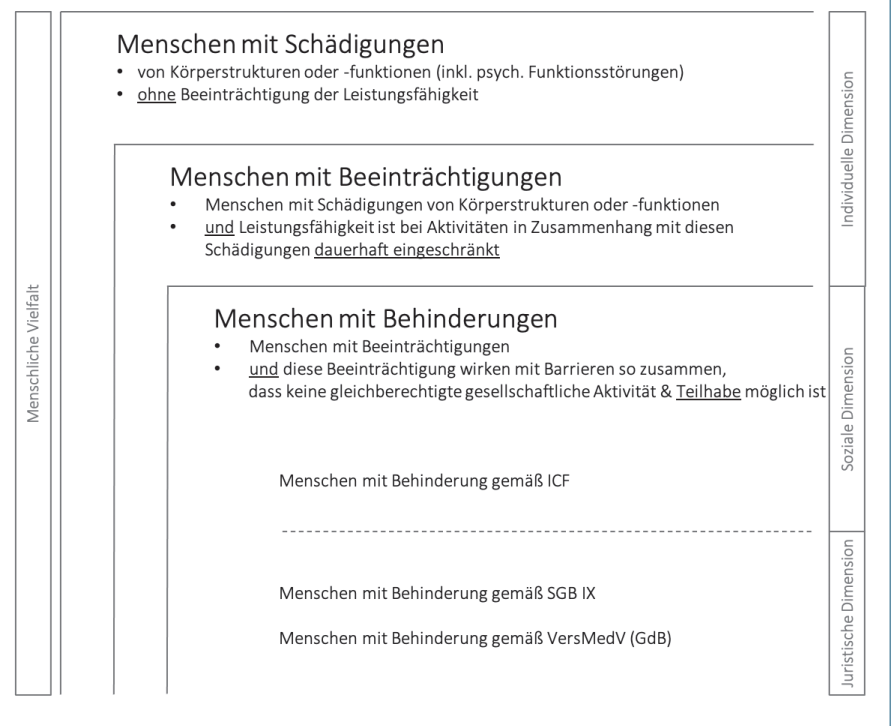 Menschliche Vielfalt
Menschen mit Schädigungen
• von Körperstrukturen oder -funktionen (inkl. psych. Funktionsstörungen)
• ohne Beeinträchtigung der Leistungsfähigkeit
Individuelle Dimension
Menschen mit Beeinträchtigungen
• Menschen mit Schädigungen von Körperstrukturen oder -funktionen
• und Leistungsfähigkeit ist bei Aktivitäten in Zusammenhang mit diesen
Schädigungen dauerhaft eingeschränkt
Menschen mit Behinderungen
• Menschen mit Beeinträchtigungen
• und diese Beeinträchtigung wirken mit Barrieren so zusammen,
dass keine gleichberechtigte gesellschaftliche Aktivität & Teilhabe möglich ist
Soziale Dimension
Menschen mit Behinderung gemäß ICF
Menschen mit Behinderung gemäß SGB IX
Menschen mit Behinderung gemäß VersMedV (GdB)
Juristische Dimension